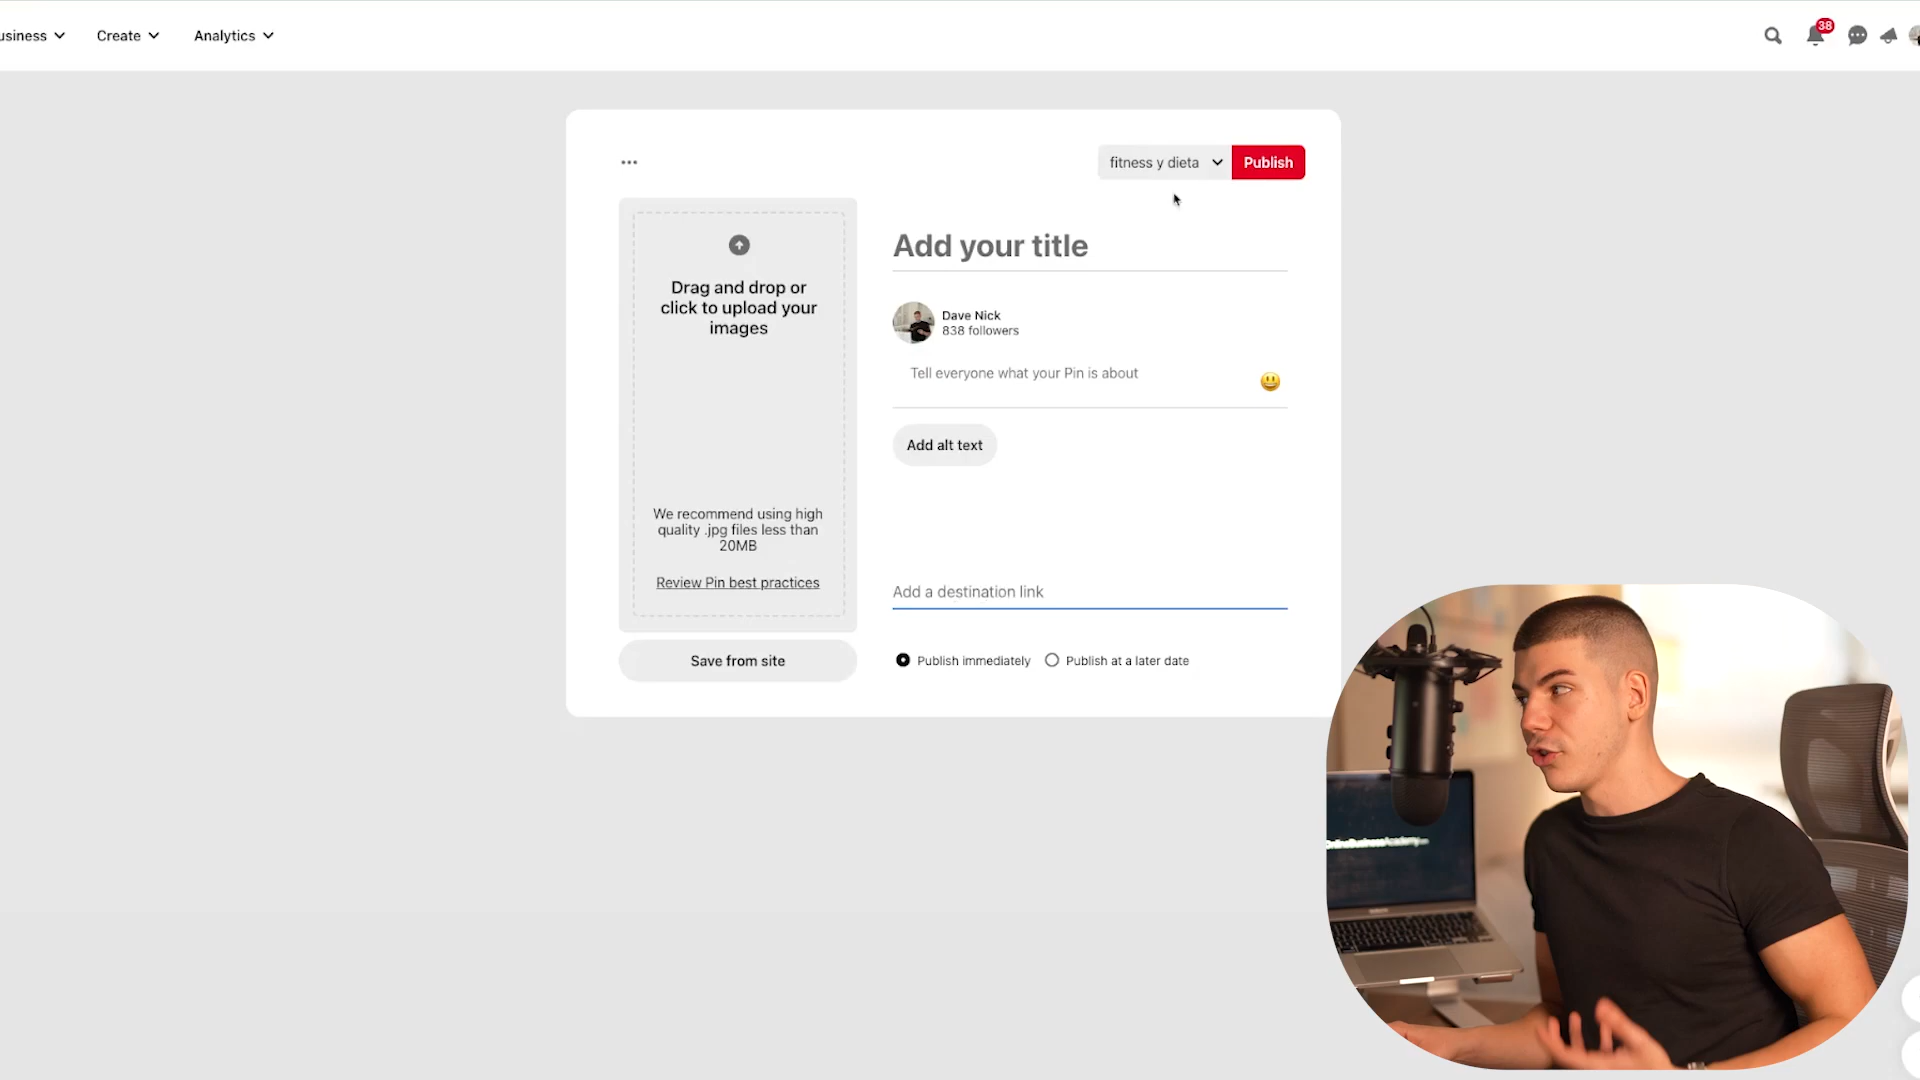 usiness
Create
Analytics
38
fitness y dieta
Publish
Drag and drop or
click to upload your
images
We recommend using high
quality .jpg files less than
20MB
Review Pin best practices
Save from site
Add your title
Dave Nick
838 followers
Tell everyone what your Pin is about
Add alt text
Add a destination link
Publish immediately
Publish at a later date
OnlineBusinessAcademy